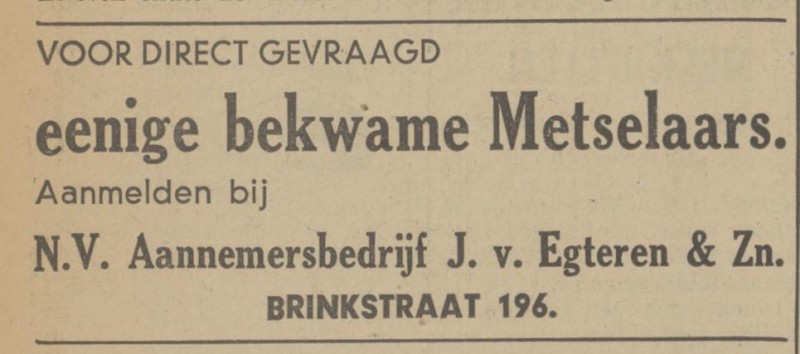 VOOR DIRECT GEVRAAGD
eenige bekwame Metselaars.
Aanmelden bij
N.V. Aannemersbedrijf J. v. Egteren & Zn.
BRINKSTRAAT 196.